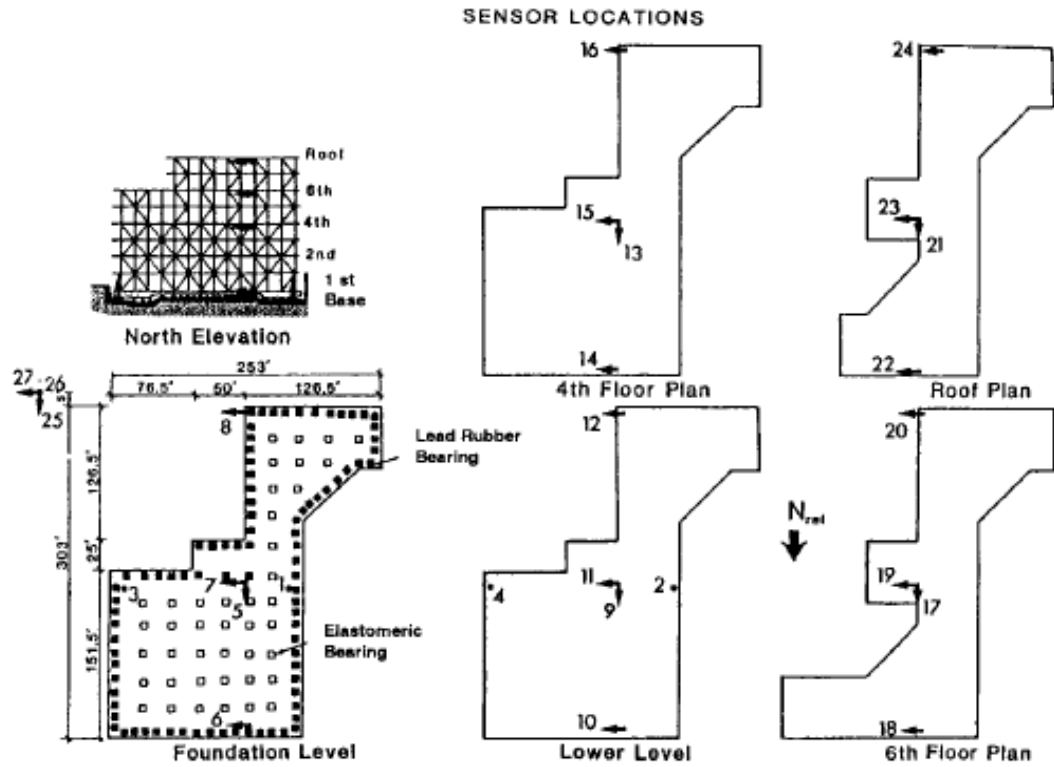 SENSOR LOCATIONS
Roof
6th
4th
2nd
1 st
Base
North Elevation
16
15
13
14
4th Floor Plan
24
23
21
22
Roof Plan
253'
76.5'
50'
126.5'
27
26
25
5'
303'
126.5'
25'
151.5'
8
Lead Rubber
Bearing
7
1
3
5
Elastomeric
Bearing
6
Foundation Level
12
11
2
4
9
10
Lower Level
20
N ref
19
17
18
6th Floor Plan